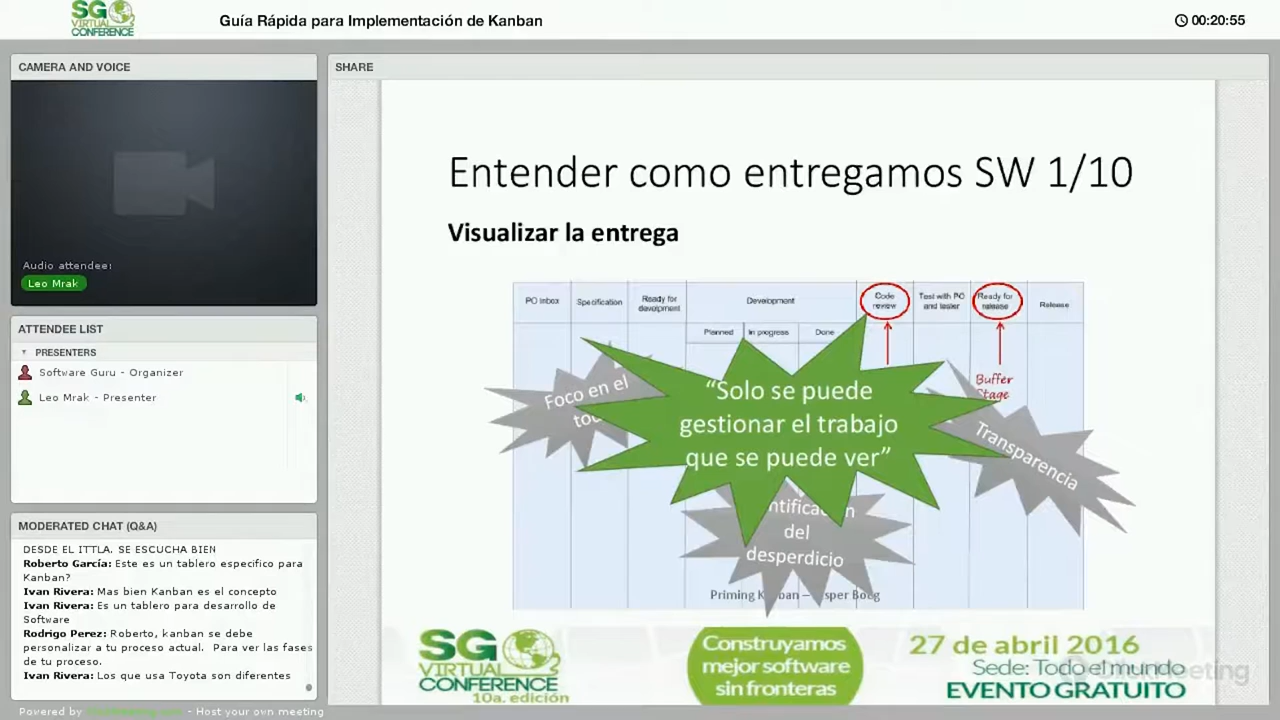 SG
VIRTUAL
CONFERENCE
Guía Rápida para Implementación de Kanban
00:20:55
CAMERA AND VOICE
Audio attendee:
Leo Mrak
ATTENDEE LIST
PRESENTERS
Software Guru - Organizer
Leo Mrak - Presenter
MODERATED CHAT (Q&A)
DESDE EL ITTLA. SE ESCUCHA BIEN
Roberto García: Este es un tablero especifico para
Kanban?
Ivan Rivera: Mas bien Kanban es el concepto
Ivan Rivera: Es un tablero para desarrollo de
Software
Rodrigo Perez: Roberto, kanban se debe
personalizar a tu proceso actual. Para ver las fases
de tu proceso.
Ivan Rivera: Los que usa Toyota son diferentes
Powered by - Host your own meeting
SHARE
Entender como entregamos SW 1/10
Visualizar la entrega
PO Inbox
Specification
Ready for
development
Development
Code
review
Test with PO
and tester
Ready for
release
Release
Planned
In progress
Done
Foco en el
“Solo se puede
gestionar el trabajo
que se puede ver”
Buffer
Stage
Transparencia
del
desperdicio
Priming
SG
VIRTUAL
CONFERENCE
10a. edición
Construyamos
mejor software
sin fronteras
27 de abril 2016
Sede: Todo el mundo
EVENTO GRATUITO
ClickMeeting